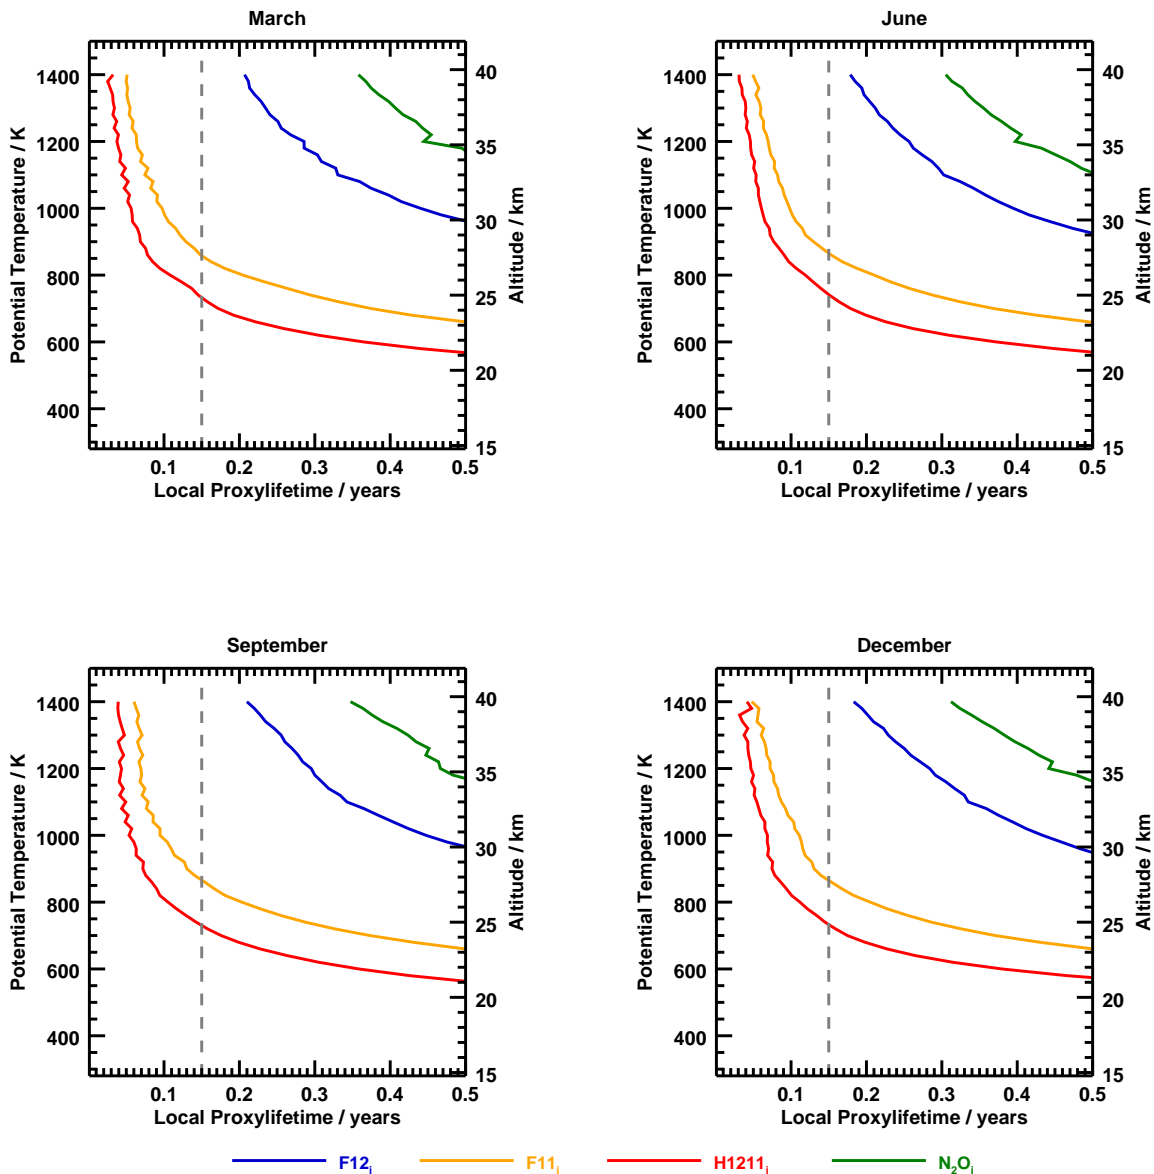 March
Potential Temperature / K
1400
1200
1000
800
600
400
40
35
30
25
20
15
Altitude / km
0.1 0.2 0.3 0.4 0.5
Local Proxylifetime / years
June
Potential Temperature / K
1400
1200
1000
800
600
400
40
35
30
25
20
15
Altitude / km
0.1 0.2 0.3 0.4 0.5
Local Proxylifetime / years
September
Potential Temperature / K
1400
1200
1000
800
600
400
40
35
30
25
20
15
Altitude / km
0.1 0.2 0.3 0.4 0.5
Local Proxylifetime / years
December
Potential Temperature / K
1400
1200
1000
800
600
400
40
35
30
25
20
15
Altitude / km
0.1 0.2 0.3 0.4 0.5
Local Proxylifetime / years
F12i F11i H1211i N2Oi